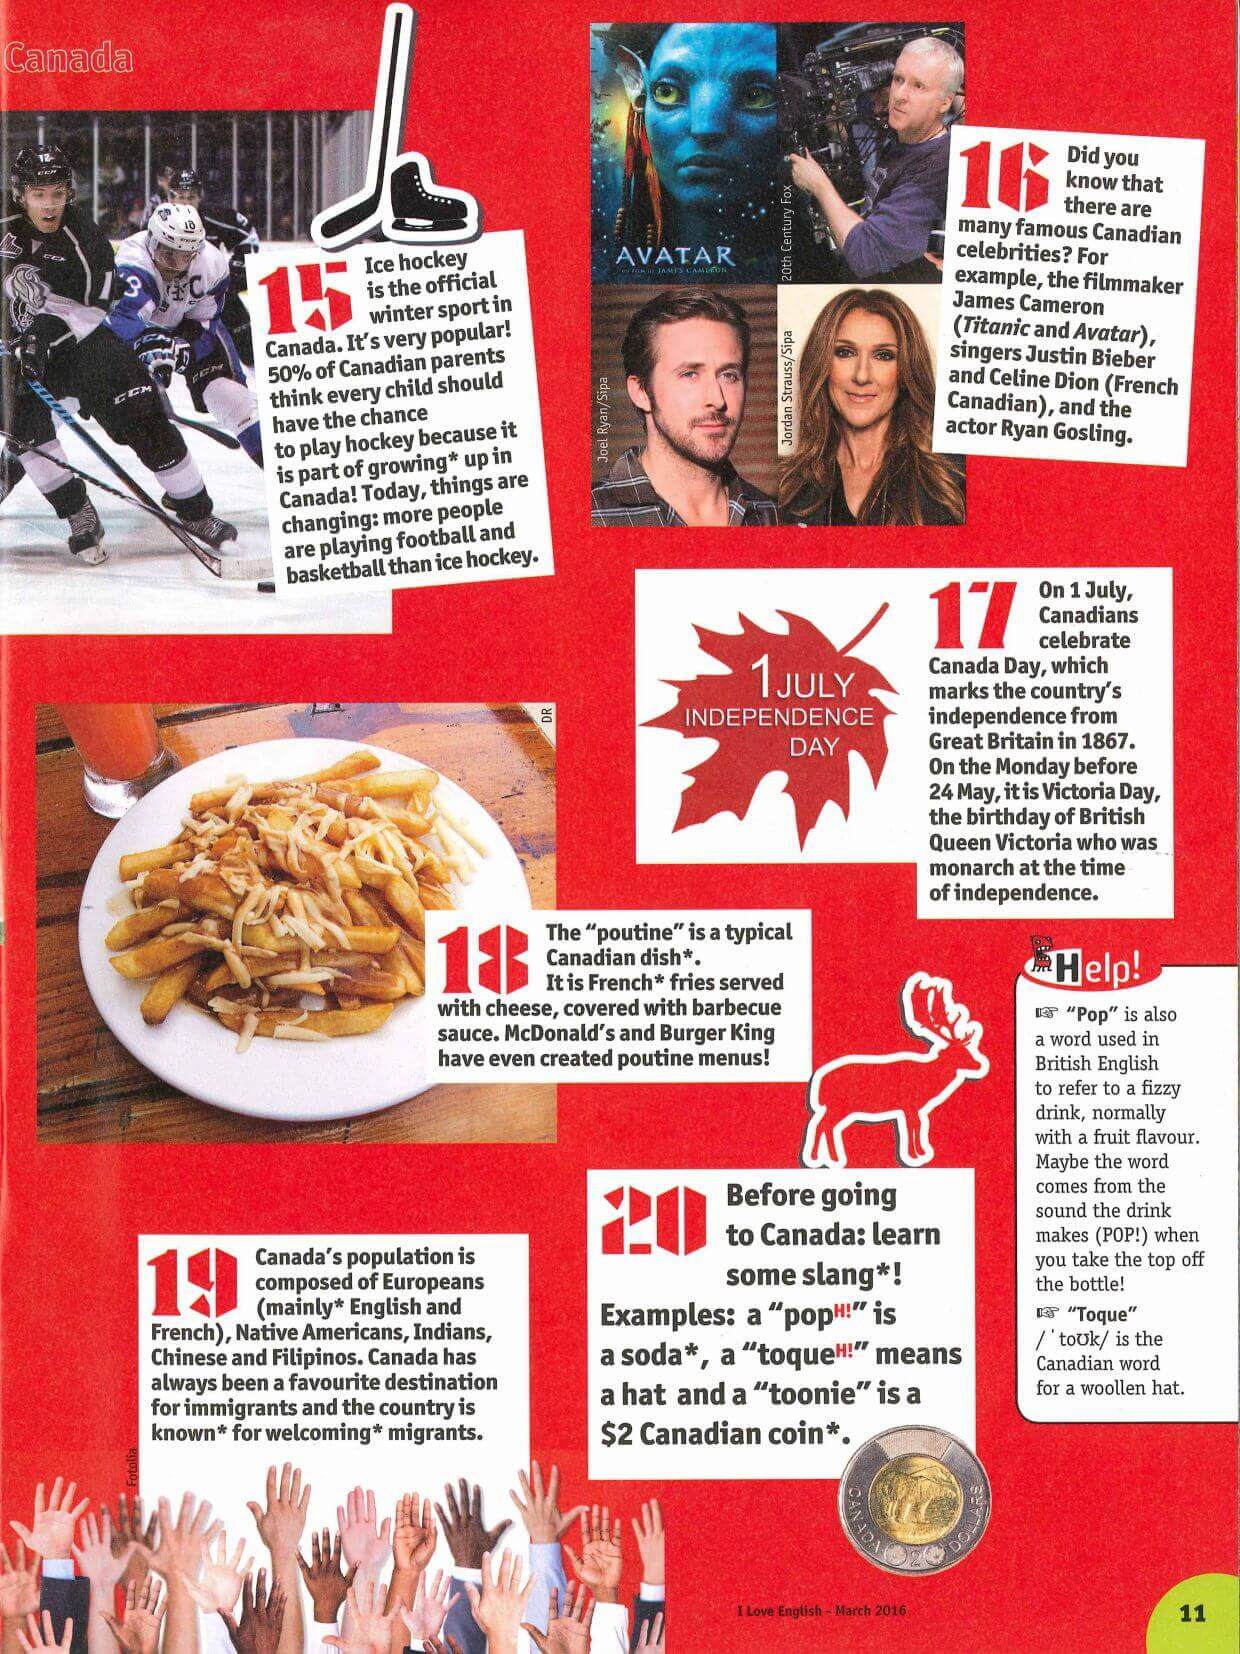 Canada
15 Ice hockey
is the official
winter sport in
Canada. It's very popular!
50% of Canadian parents
think every child should
have the chance
to play hockey because it
is part of growing* up in
Canada! Today, things are
changing: more people
are playing football and
basketball than ice hockey.
12
CCM
18
C
CCM
CCM
AVATAR
UN FILM DE JAMES CAMERON
20th Century Fox
Joel Ryan/Sipa
Jordan Strauss/Sipa
16 Did you
know that
there are
many famous Canadian
celebrities? For
example, the filmmaker
James Cameron
(Titanic and Avatar),
singers Justin Bieber
and Celine Dion (French
Canadian), and the
actor Ryan Gosling.
1 JULY
INDEPENDENCE
DAY
17 On 1 July,
Canadians
celebrate
Canada Day, which
marks the country's
independence from
Great Britain in 1867.
On the Monday before
24 May, it is Victoria Day,
the birthday of British
Queen Victoria who was
monarch at the time
of independence.
DR
18 The “poutine” is a typical
Canadian dish*.
It is French* fries served
with cheese, covered with barbecue
sauce. McDonald's and Burger King
have even created poutine menus!
19 Canada's population is
composed of Europeans
(mainly* English and
French), Native Americans, Indians,
Chinese and Filipinos. Canada has
always been a favourite destination
for immigrants and the country is
known* for welcoming* migrants.
Fotolia
20 Before going
to Canada: learn
some slang*!
Examples: a “popH!” is
a soda*, a “toqueH!” means
a hat and a “toonie” is a
$2 Canadian coin*.
CANADA 2 DOLLARS
Help!
☞ “Pop” is also
a word used in
British English
to refer to a fizzy
drink, normally
with a fruit flavour.
Maybe the word
comes from the
sound the drink
makes (POP!) when
you take the top off
the bottle!
☞ “Toque”
/ˈtoʊk/ is the
Canadian word
for a woollen hat.
I Love English - March 2016
11